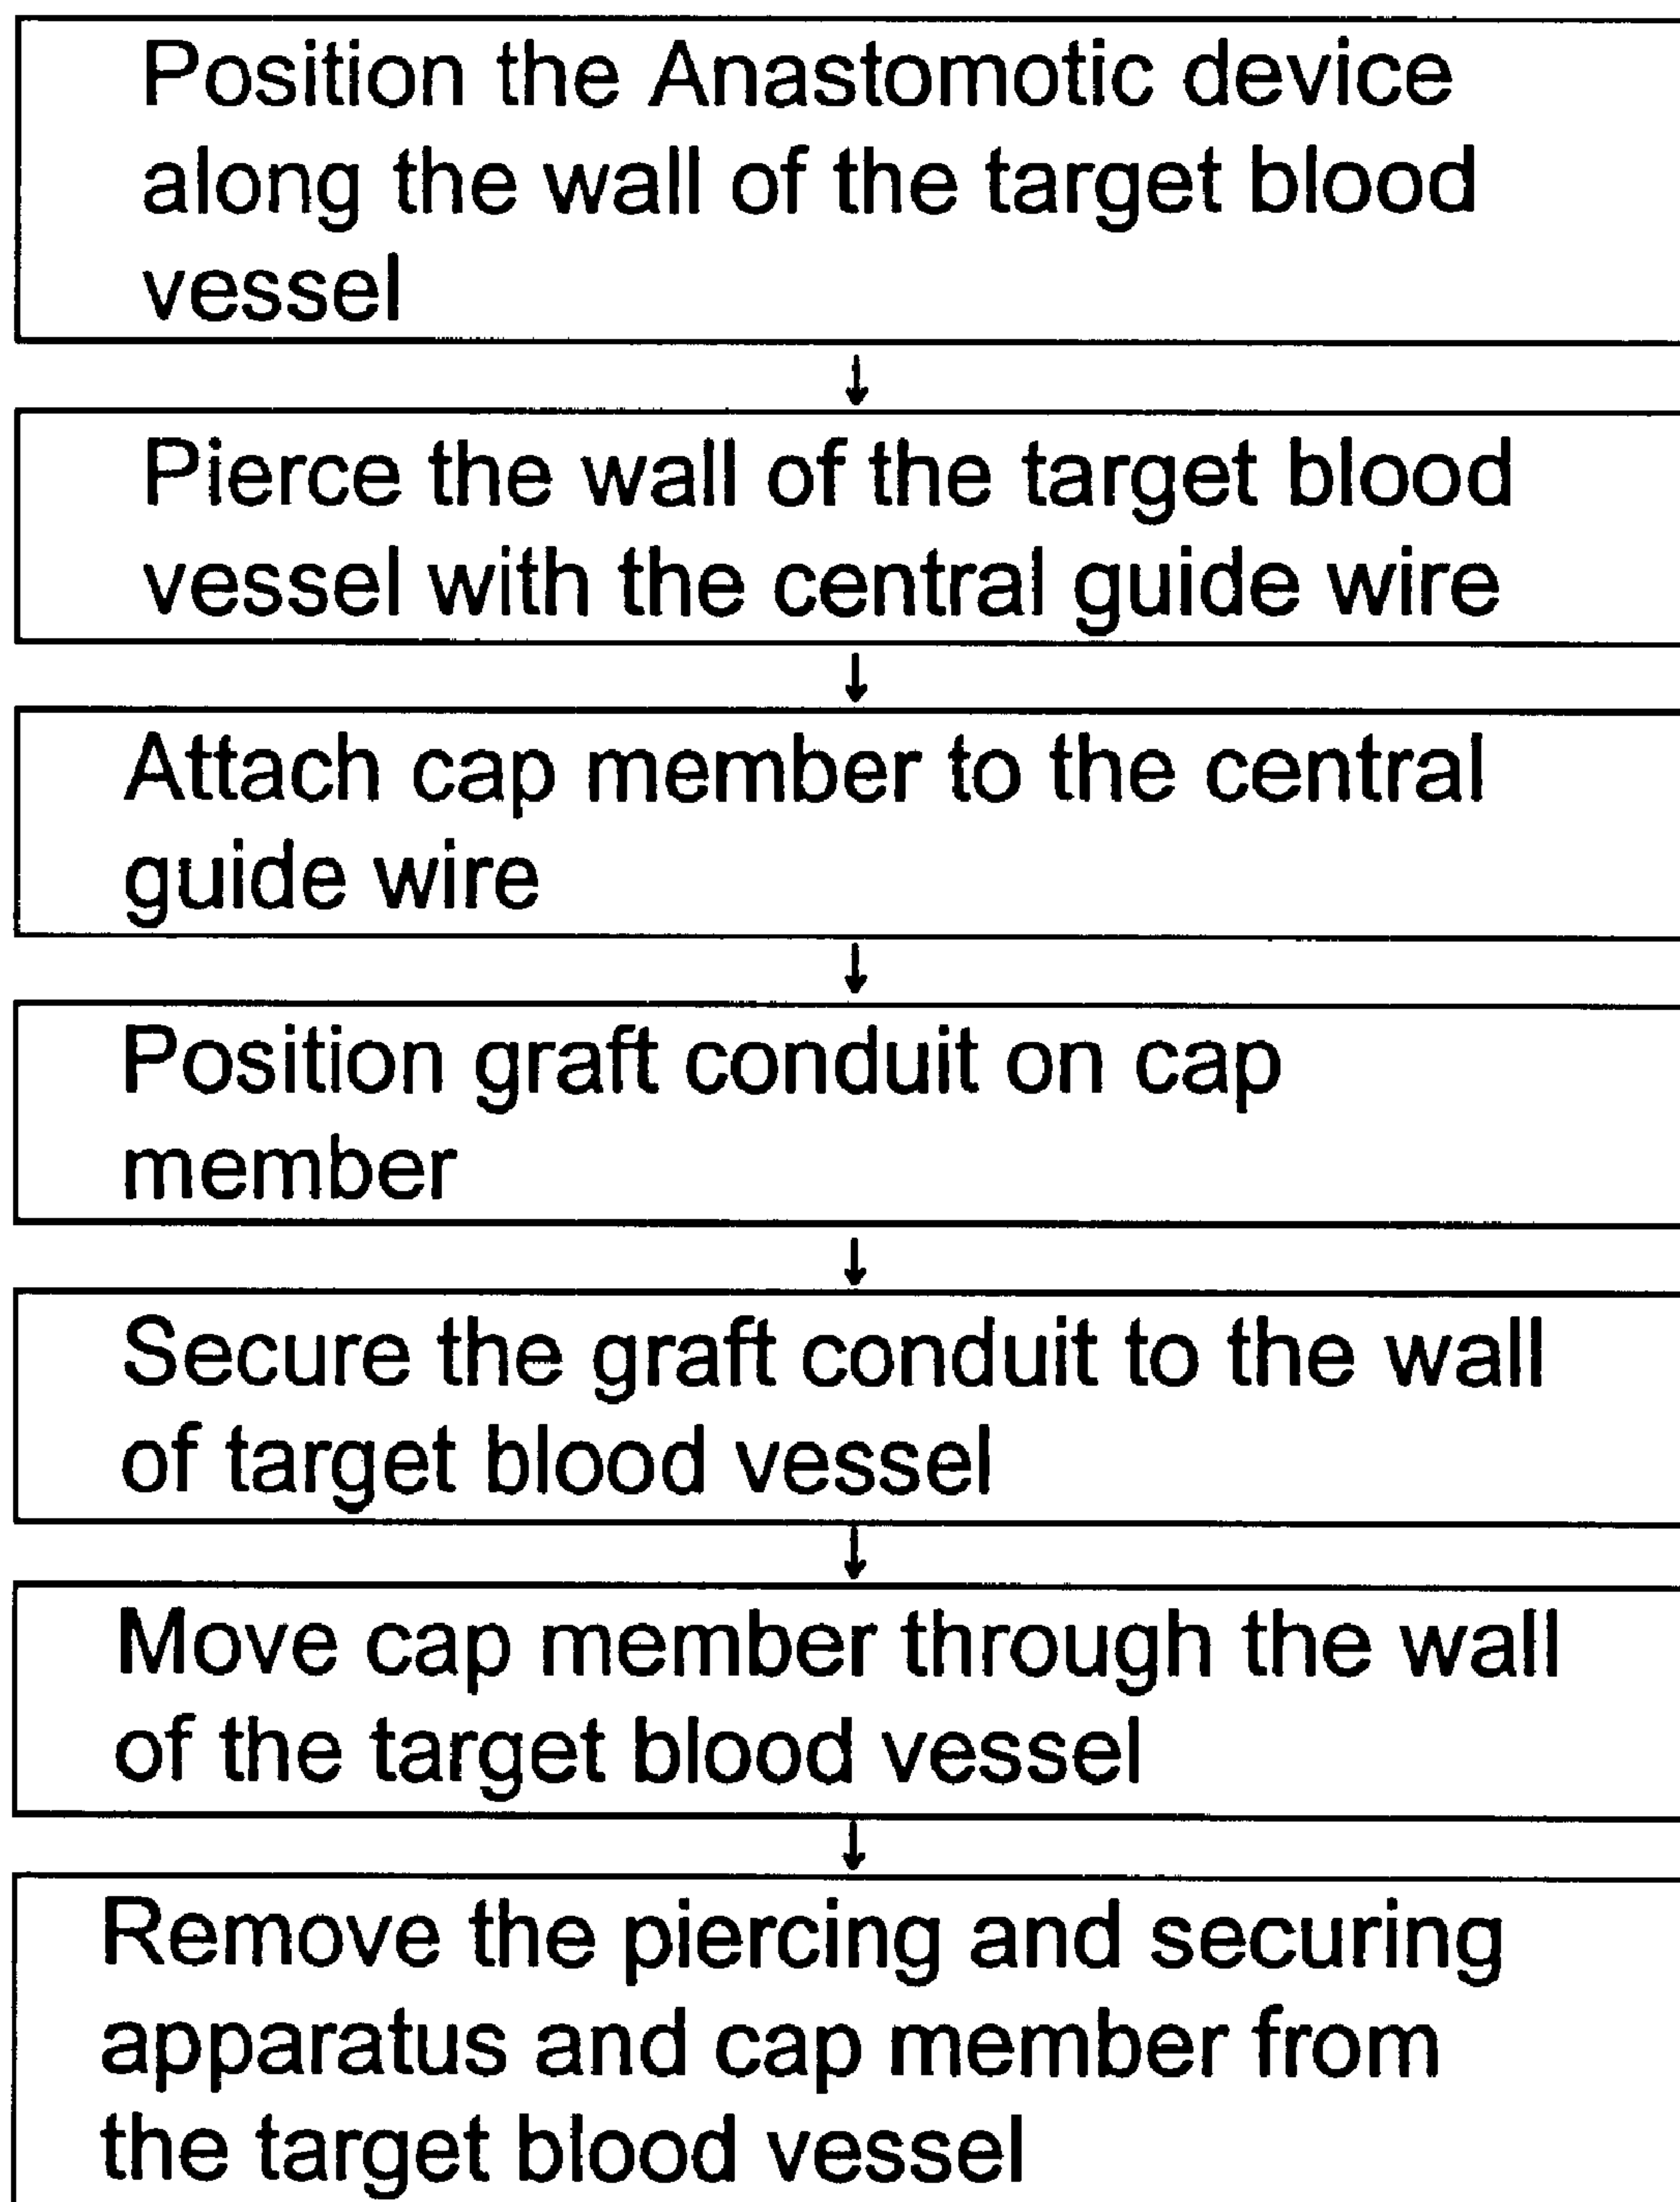 Position the Anastomotic device
along the wall of the target blood
vessel
Pierce the wall of the target blood
vessel with the central guide wire
Attach cap member to the central
guide wire
Position graft conduit on cap
member
Secure the graft conduit to the wall
of target blood vessel
Move cap member through the wall
of the target blood vessel
Remove the piercing and securing
apparatus and cap member from
the target blood vessel